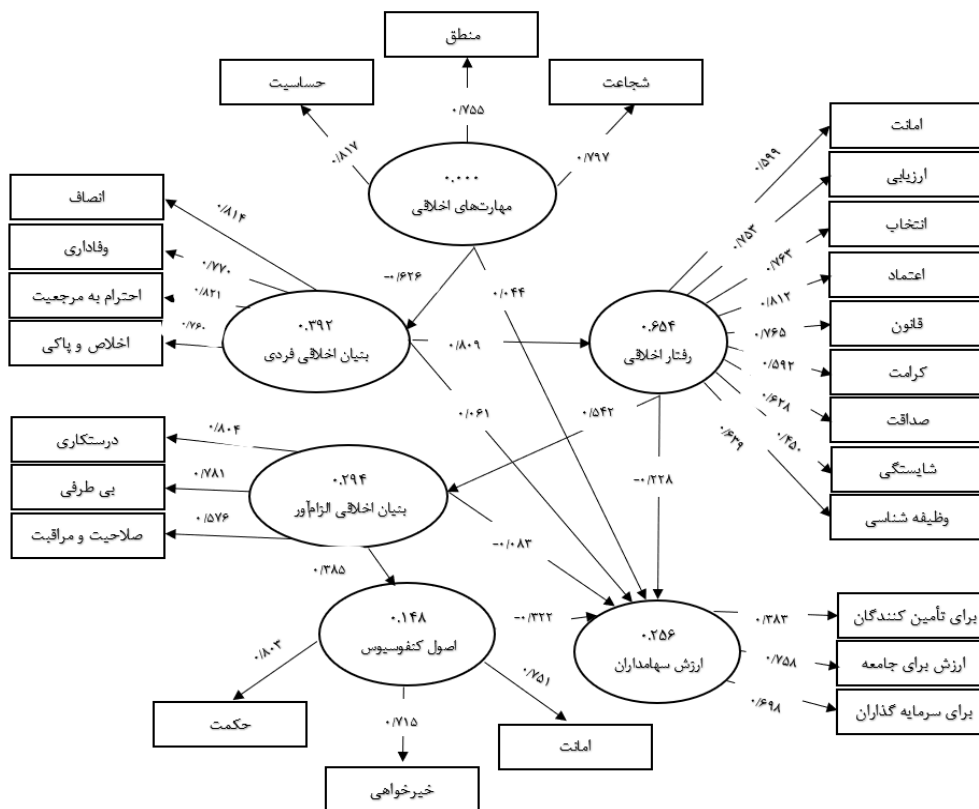 منطق
حساسیت
شجاعت
۰/۸۱۷
۰/۷۵۵
۰/۷۹۷
۰.۰۰۰
مهارت‌های اخلاقی
امانت
ارزیابی
انتخاب
اعتماد
قانون
کرامت
صداقت
شایستگی
وظیفه شناسی
۰/۵۹۹
۰/۷۵۳
۰/۷۶۳
۰/۸۱۲
۰/۷۶۵
۰/۵۹۲
۰/۶۲۸
۰/۴۵۰
۰/۶۳۹
۰.۶۵۴
رفتار اخلاقی
انصاف
وفاداری
احترام به مرجعیت
اخلاص و پاکی
۰/۸۱۴
۰/۷۷۰
۰/۸۲۱
۰/۷۶۰
۰.۳۹۲
بنیان اخلاقی فردی
-۰/۶۲۶
۰/۰۴۴
۰/۸۰۹
۰/۰۶۱
۰/۵۴۲
-۰/۲۲۸
درستکاری
بی طرفی
صلاحیت و مراقبت
۰/۸۰۴
۰/۷۸۱
۰/۵۷۶
۰.۲۹۴
بنیان اخلاقی الزام‌آور
-۰/۰۸۳
۰/۳۸۵
۰.۱۴۸
اصول کنفوسیوس
-۰/۳۲۲
۰/۸۰۳
۰/۷۱۵
۰/۷۵۱
حکمت
خیرخواهی
امانت
۰.۲۵۶
ارزش سهامداران
۰/۳۸۳
۰/۷۵۸
۰/۶۹۸
برای تأمین کنندگان
ارزش برای جامعه
برای سرمایه گذاران